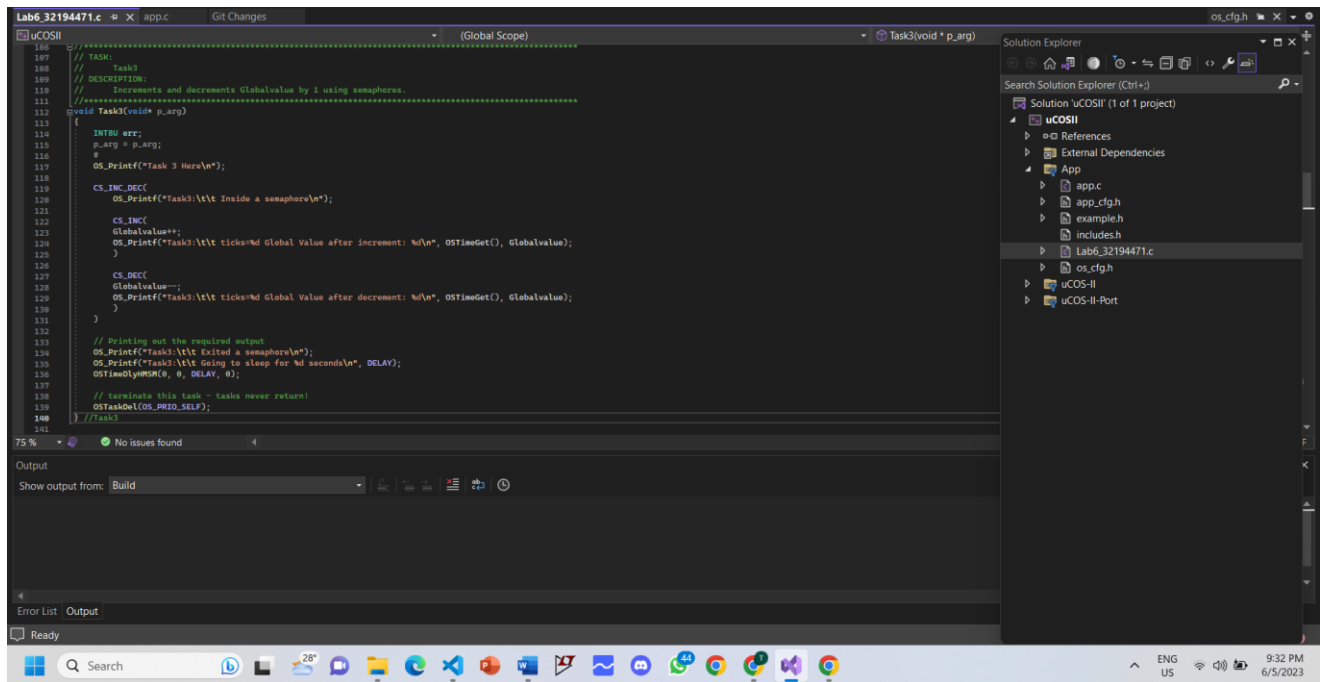 Lab6_32194471.c app.c Git Changes os_cfg.h
uCOSII (Global Scope) Task3(void * p_arg)
106 //****************************************************************************************
107 // TASK:
108 // Task3
109 // DESCRIPTION:
110 // Increments and decrements Globalvalue by 1 using semaphores.
111 //****************************************************************************************
112 void Task3(void* p_arg)
113 {
114 INT8U err;
115 p_arg = p_arg;
116 #
117 OS_Printf("Task 3 Here\n");
118
119 CS_INC_DEC(
120 OS_Printf("Task3:\t\t Inside a semaphore\n");
121
122 CS_INC(
123 Globalvalue++;
124 OS_Printf("Task3:\t\t ticks=%d Global Value after increment: %d\n", OSTimeGet(), Globalvalue);
125 )
126
127 CS_DEC(
128 Globalvalue--;
129 OS_Printf("Task3:\t\t ticks=%d Global Value after decrement: %d\n", OSTimeGet(), Globalvalue);
130 )
131 )
132
133 // Printing out the required output
134 OS_Printf("Task3:\t\t Exited a semaphore\n");
135 OS_Printf("Task3:\t\t Going to sleep for %d seconds\n", DELAY);
136 OSTimeDlyHMSM(0, 0, DELAY, 0);
137
138 // terminate this task - tasks never return!
139 OSTaskDel(OS_PRIO_SELF);
140 } //Task3
141
75 % No issues found
Output
Show output from: Build
Error List Output
Ready
Solution Explorer
Search Solution Explorer (Ctrl+;)
Solution 'uCOSII' (1 of 1 project)
uCOSII
References
External Dependencies
App
app.c
app_cfg.h
example.h
includes.h
Lab6_32194471.c
os_cfg.h
uCOS-II
uCOS-II-Port
Search 28° 44 ENG US 9:32 PM 6/5/2023